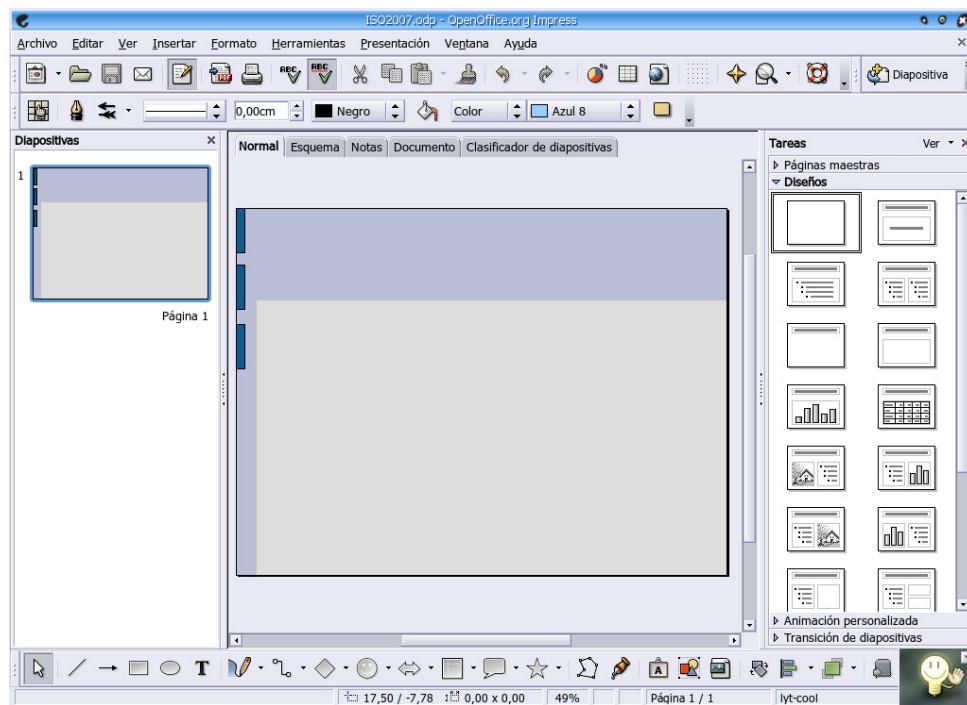 ISO2007.odp - OpenOffice.org Impress
Archivo Editar Ver Insertar Formato Herramientas Presentación Ventana Ayuda
ABC ABC Diapositiva
0,00cm Negro Color Azul 8
Diapositivas
Normal Esquema Notas Documento Clasificador de diapositivas
Tareas Ver
Páginas maestras
Diseños
1
Página 1
Animación personalizada
Transición de diapositivas
T A
17,50 / -7,78 0,00 x 0,00 49% Página 1 / 1 lyt-cool